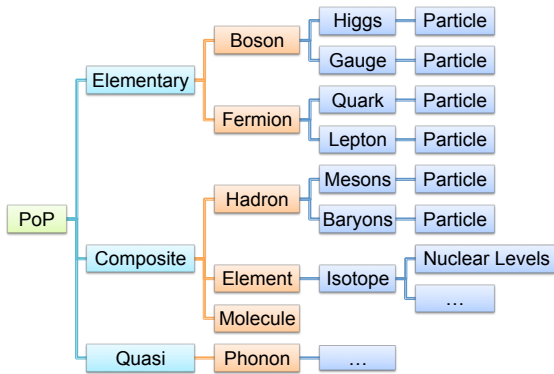 Higgs
Particle
Boson
Gauge
Particle
Elementary
Quark
Particle
Fermion
Lepton
Particle
Mesons
Particle
Hadron
Baryons
Particle
PoP
Composite
Element
Isotope
Nuclear Levels
…
Molecule
Quasi
Phonon
…